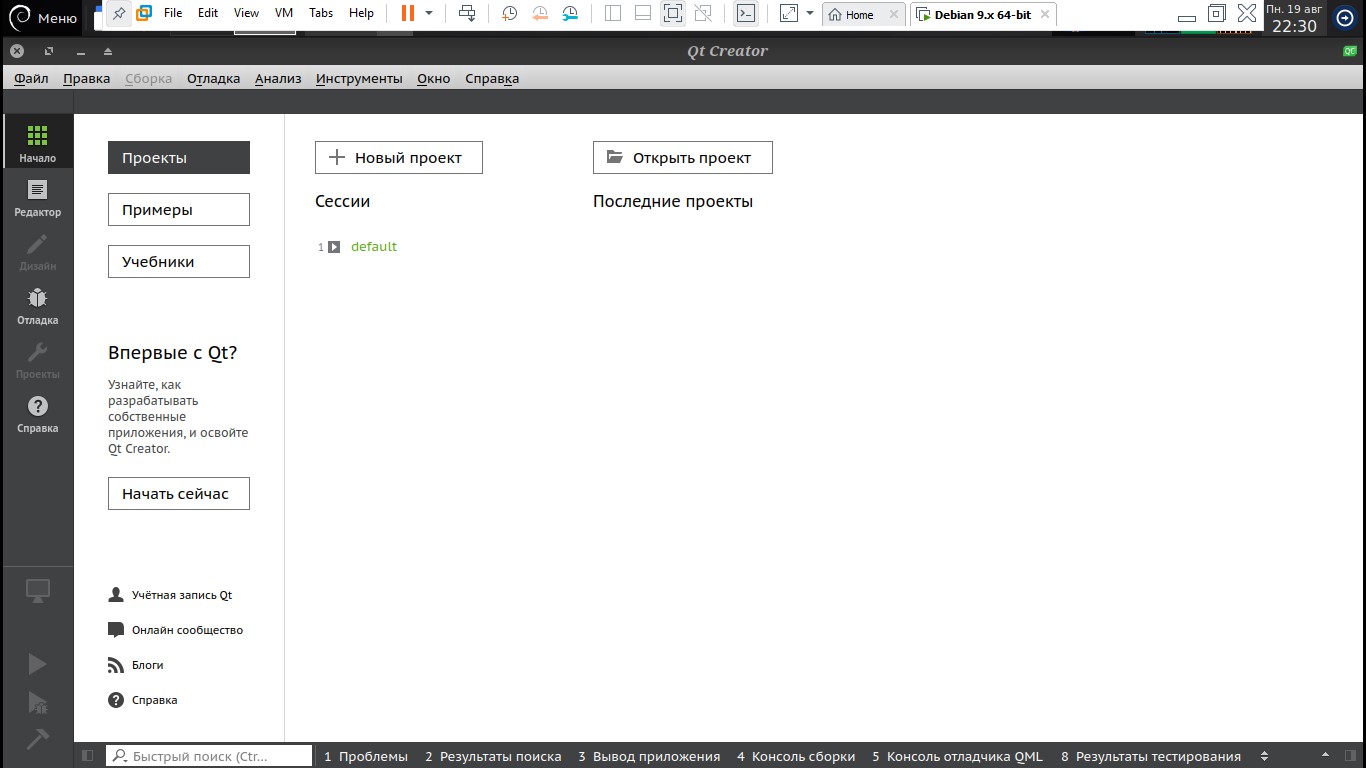 Меню
File Edit View VM Tabs Help
Home
Debian 9.x 64-bit
Пн. 19 авг
22:30
Qt Creator
QC
Файл Правка Сборка Отладка Анализ Инструменты Окно Справка
Начало
Редактор
Дизайн
Отладка
Проекты
Справка
Проекты
Примеры
Учебники
Впервые с Qt?
Узнайте, как
разрабатывать
собственные
приложения, и освойте
Qt Creator.
Начать сейчас
Учётная запись Qt
Онлайн сообщество
Блоги
Справка
Новый проект
Открыть проект
Сессии
Последние проекты
1 default
Быстрый поиск (Ctr...
1 Проблемы 2 Результаты поиска 3 Вывод приложения 4 Консоль сборки 5 Консоль отладчика QML 8 Результаты тестирования